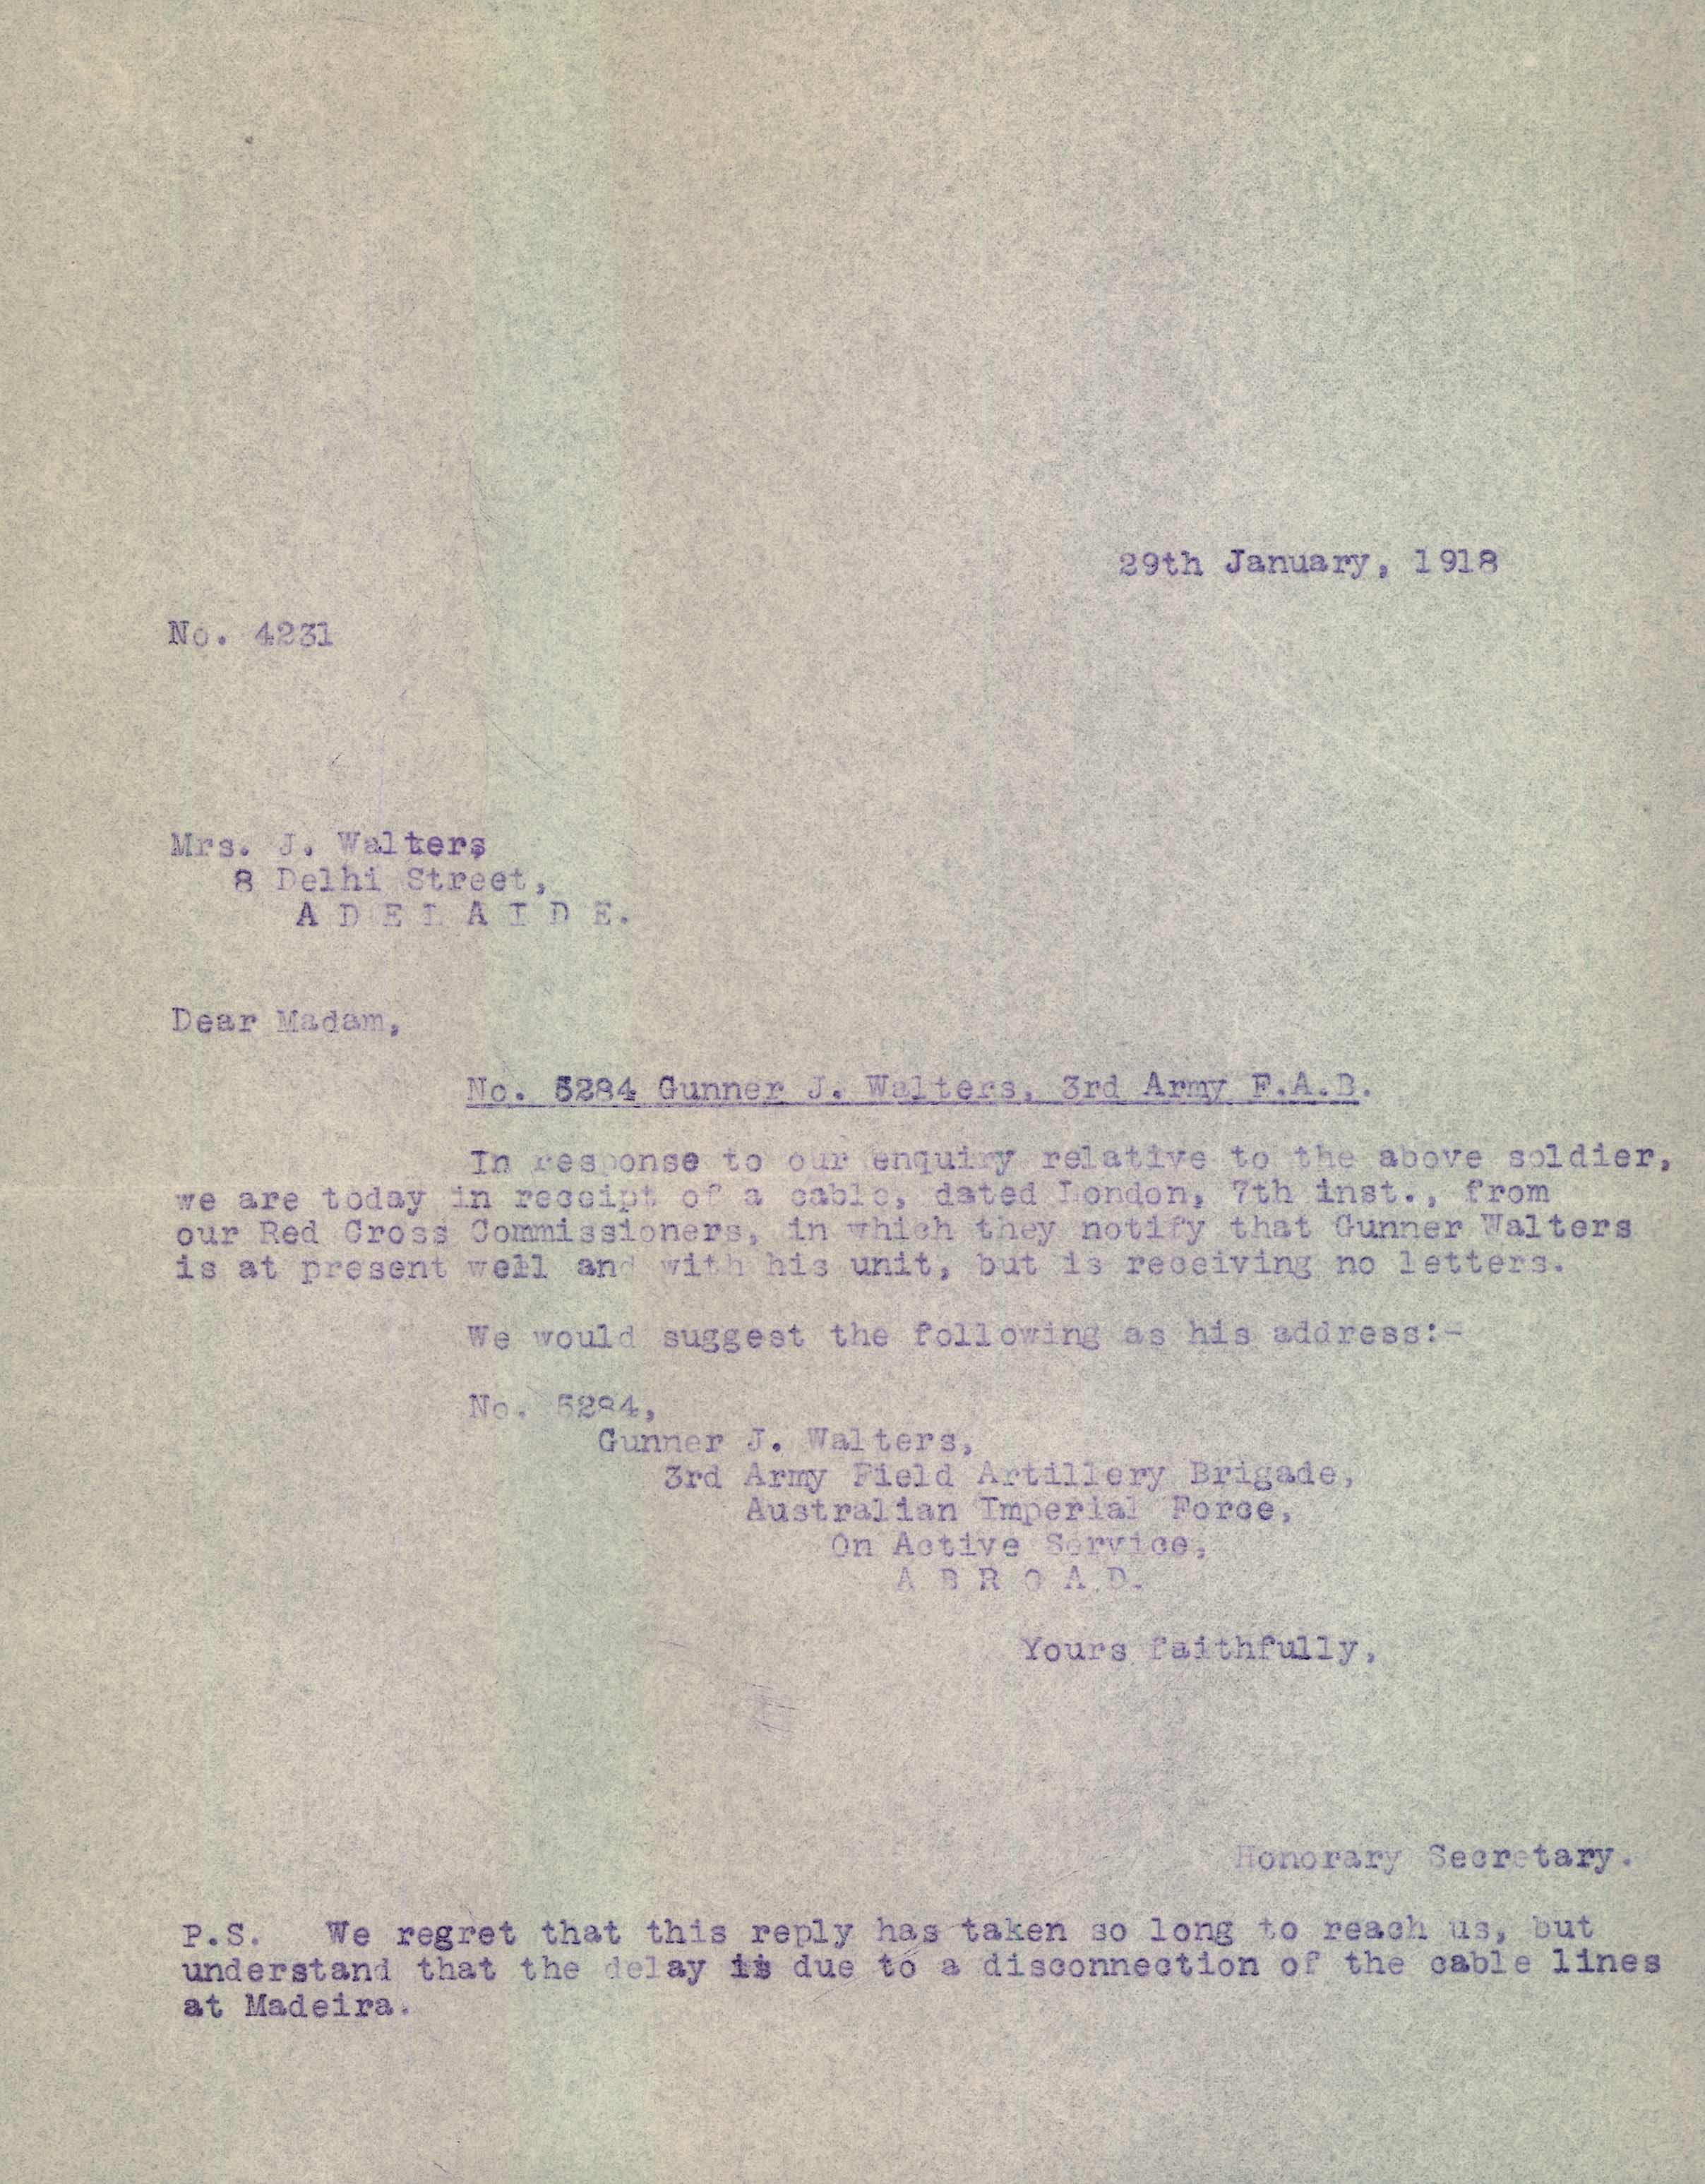 29th January, 1918
No. 4231
Mrs. J. Walters
8 Delhi Street,
A D E L A I D E.
Dear Madam,
No. 5284 Gunner J. Walters, 3rd Army F.A.B.
In response to our enquiry relative to the above soldier,
we are today in receipt of a cable, dated London, 7th inst., from
our Red Cross Commissioners, in which they notify that Gunner Walters
is at present well and with his unit, but is receiving no letters.
We would suggest the following as his address:-
No. 5284,
Gunner J. Walters,
3rd Army Field Artillery Brigade,
Australian Imperial Force,
On Active Service,
A B R O A D.
Yours faithfully,
Honorary Secretary.
P.S. We regret that this reply has taken so long to reach us, but
understand that the delay is due to a disconnection of the cable lines
at Madeira.